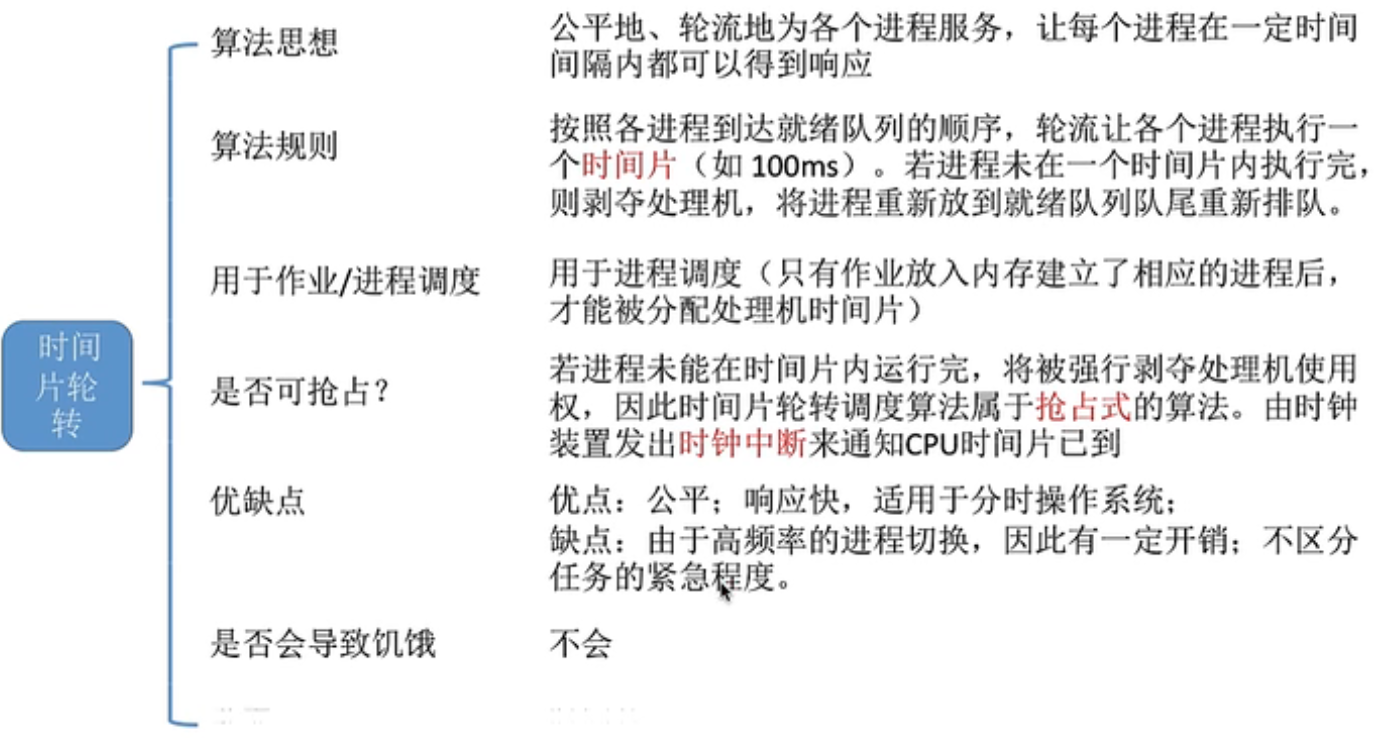 算法思想
公平地、轮流地为各个进程服务，让每个进程在一定时间
间隔内都可以得到响应
算法规则
按照各进程到达就绪队列的顺序，轮流让各个进程执行一
个时间片（如 100ms）。若进程未在一个时间片内执行完，
则剥夺处理机，将进程重新放到就绪队列队尾重新排队。
用于作业/进程调度
用于进程调度（只有作业放入内存建立了相应的进程后，
才能被分配处理机时间片）
时间
片轮
转
是否可抢占？
若进程未能在时间片内运行完，将被强行剥夺处理机使用
权，因此时间片轮转调度算法属于抢占式的算法。由时钟
装置发出时钟中断来通知CPU时间片已到
优缺点
优点：公平；响应快，适用于分时操作系统；
缺点：由于高频率的进程切换，因此有一定开销；不区分
任务的紧急程度。
是否会导致饥饿
不会